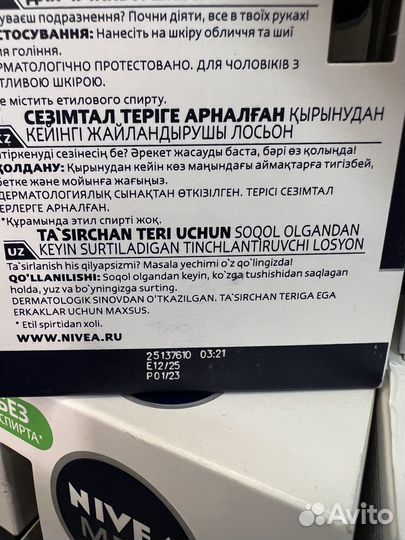 уваєш подразнення? Почни діяти, все в твоїх руках!
СТОСУВАННЯ: Нанесіть на шкіру обличчя та шиї
ля гоління.
РМАТОЛОГІЧНО ПРОТЕСТОВАНО. ДЛЯ ЧОЛОВІКІВ З
ТЛИВОЮ ШКІРОЮ.
е містить етилового спирту.
KZ
СЕЗІМТАЛ ТЕРІГЕ АРНАЛҒАН ҚЫРЫНУДАН
КЕЙІНГІ ЖАЙЛАНДЫРУШЫ ЛОСЬОН
тіркенуді сезінесің бе? Әрекет жасауды баста, бәрі өз қолыңда!
ҚОЛДАНУ: Қырынудан кейін көз маңындағы аймақтарға тигізбей,
бетке және мойынға жағыңыз.
ДЕРМАТОЛОГИЯЛЫҚ СЫНАҚТАН ӨТКІЗІЛГЕН. ТЕРІСІ СЕЗІМТАЛ
ЕРЛЕРГЕ АРНАЛҒАН.
*Құрамында этил спирті жоқ.
UZ
TA`SIRCHAN TERI UCHUN SOQOL OLGANDAN
KEYIN SURTILADIGAN TINCHLANTIRUVCHI LOSYON
Ta`sirlanish his qilyapsizmi? Masala yechimi o`z qo`lingizda!
QO`LLANILISHI: Soqol olgandan keyin, ko`zga tushishidan saqlagan
holda, yuz va bo`yningizga surting.
DERMATOLOGIK SINOVDAN O`TKAZILGAN. TA`SIRCHAN TERIGA EGA
ERKAKLAR UCHUN MAXSUS.
* Etil spirtidan xoli.
WWW.NIVEA.RU
25137610 03:21
E12/25
P01/23
БЕЗ
СПИРТА*
NIVEA
MEN
Avito